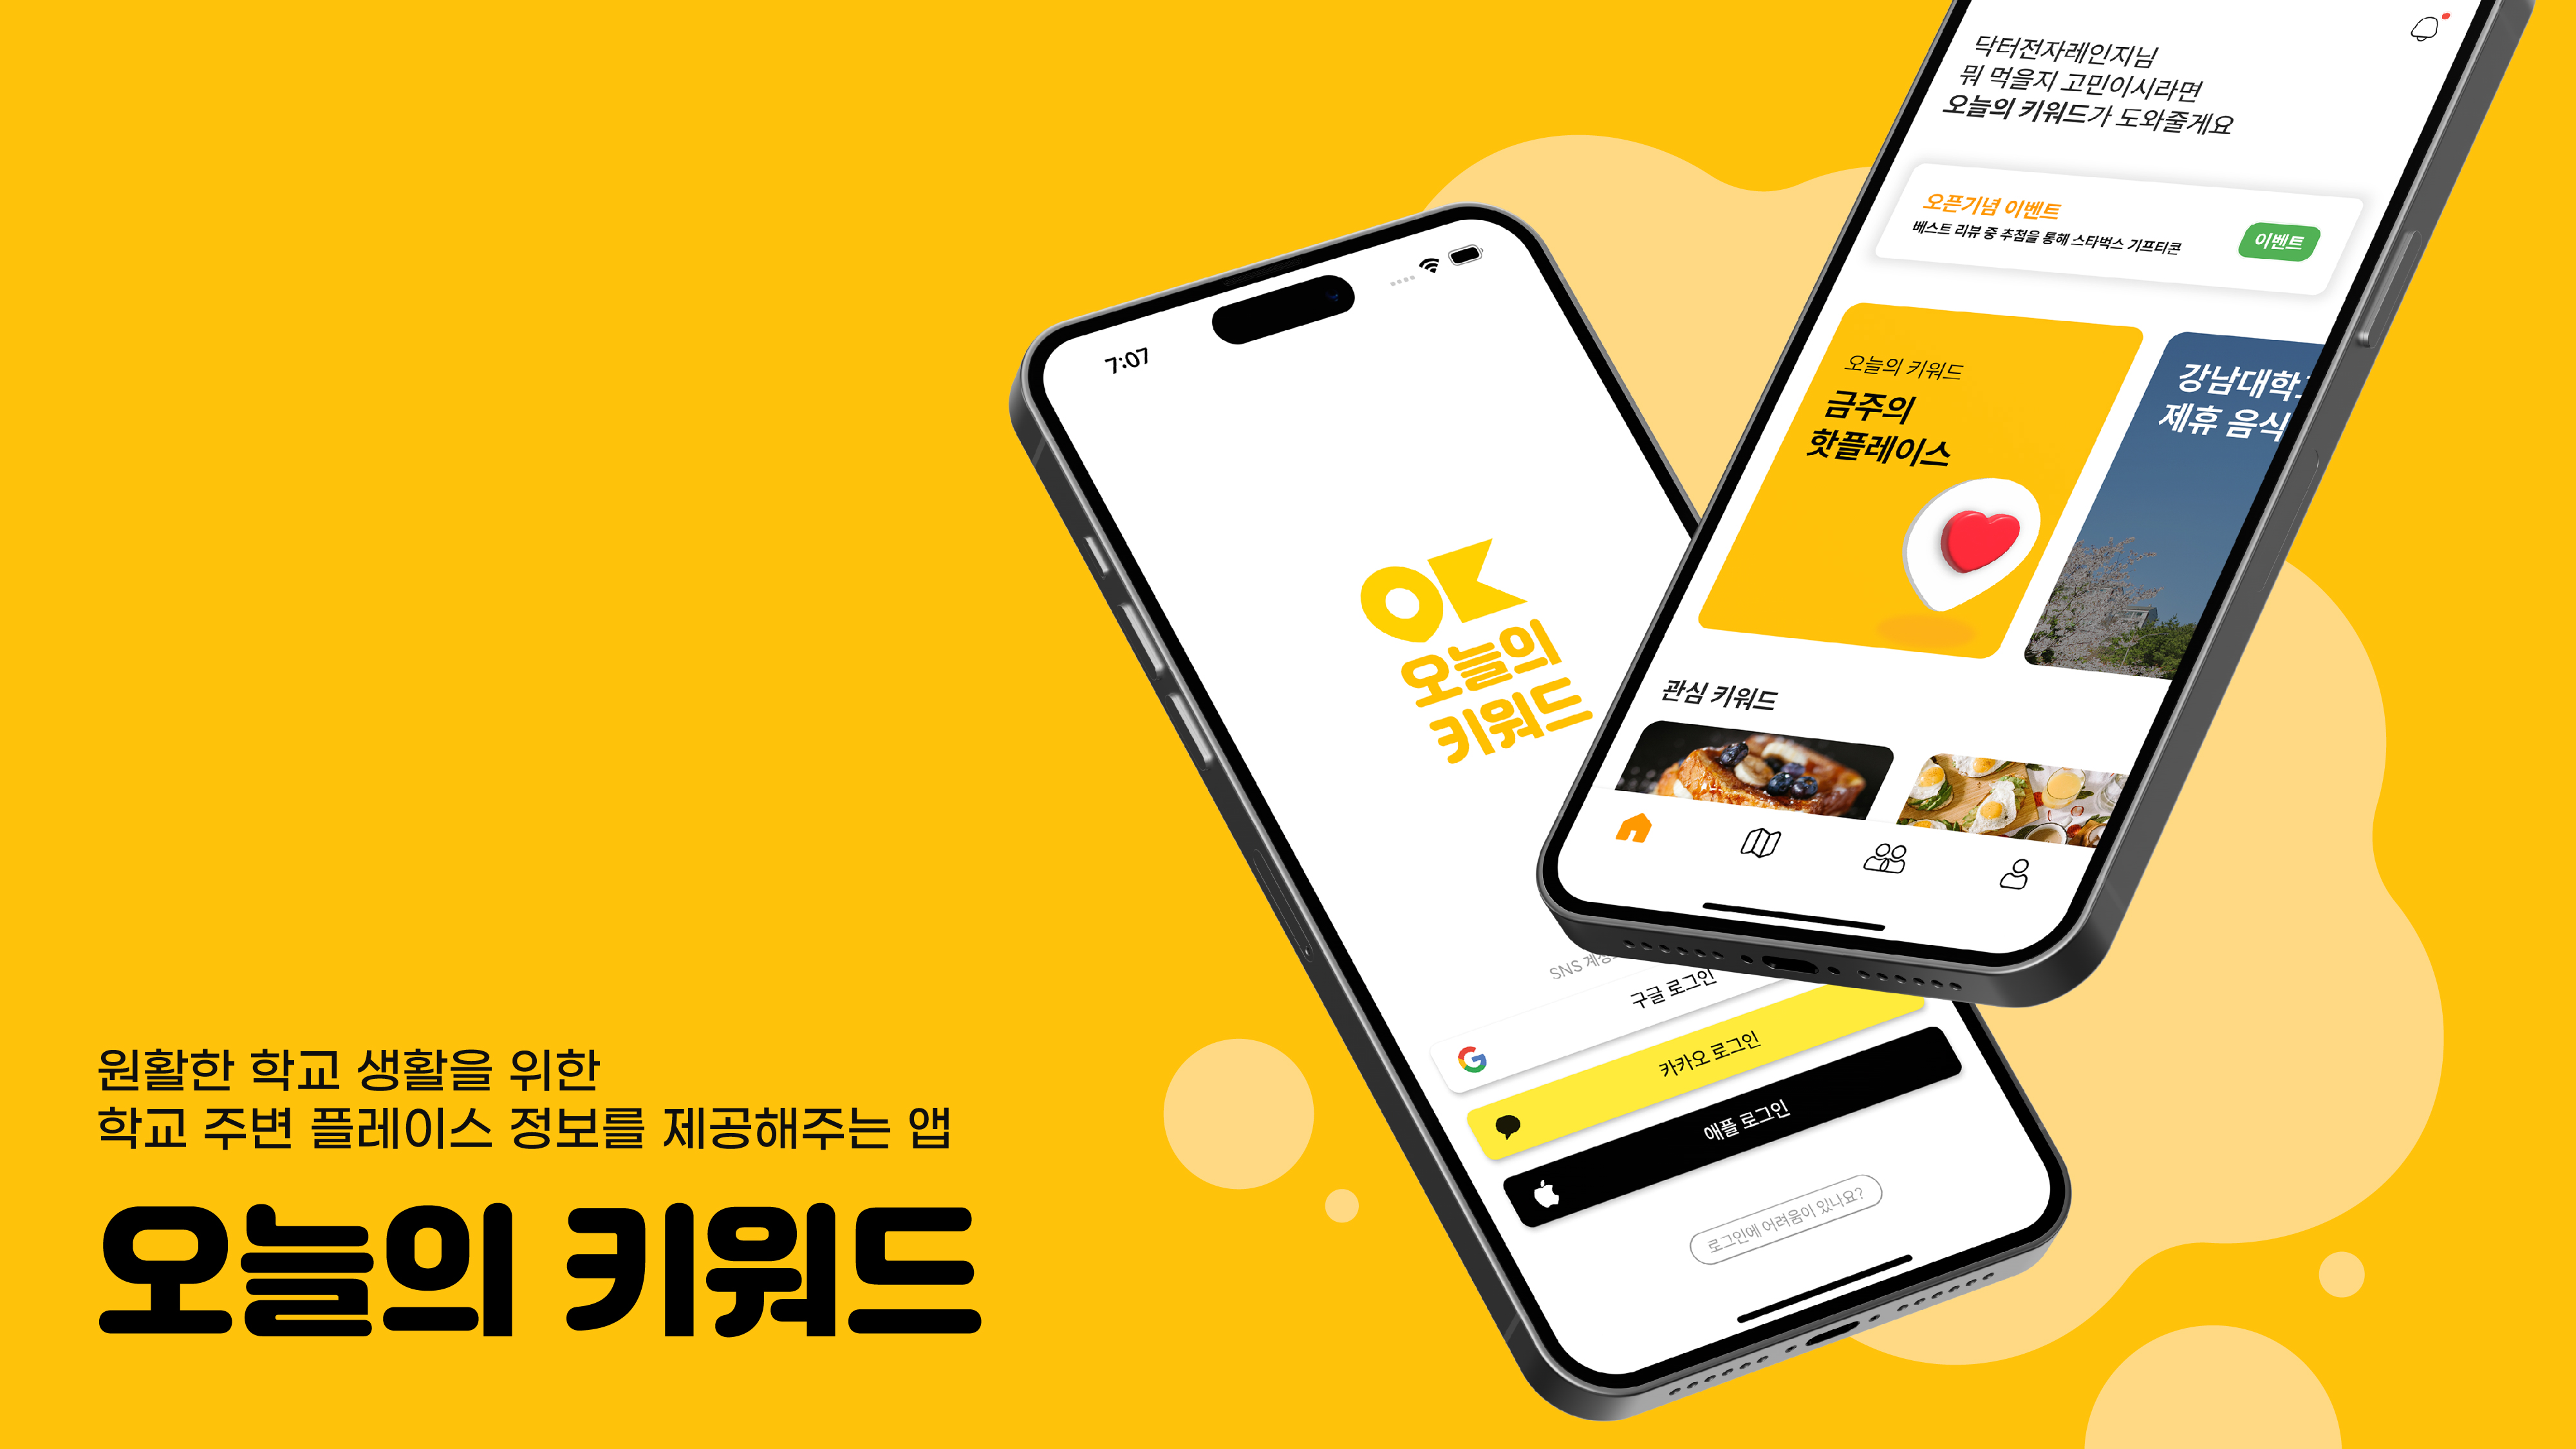 원활한 학교 생활을 위한
학교 주변 플레이스 정보를 제공해주는 앱
오늘의 키워드
7:07
OK
오늘의
키워드
SNS
구글 로그인
카카오 로그인
애플 로그인
로그인에 어려움이 있나요?
닥터전자레인지님
뭐 먹을지 고민이시라면
오늘의 키워드가 도와줄게요
오픈기념 이벤트
베스트 리뷰 중 추첨을 통해 스타벅스 기프티콘
이벤트
오늘의 키워드
금주의
핫플레이스
강남대학
제휴 음식
관심 키워드